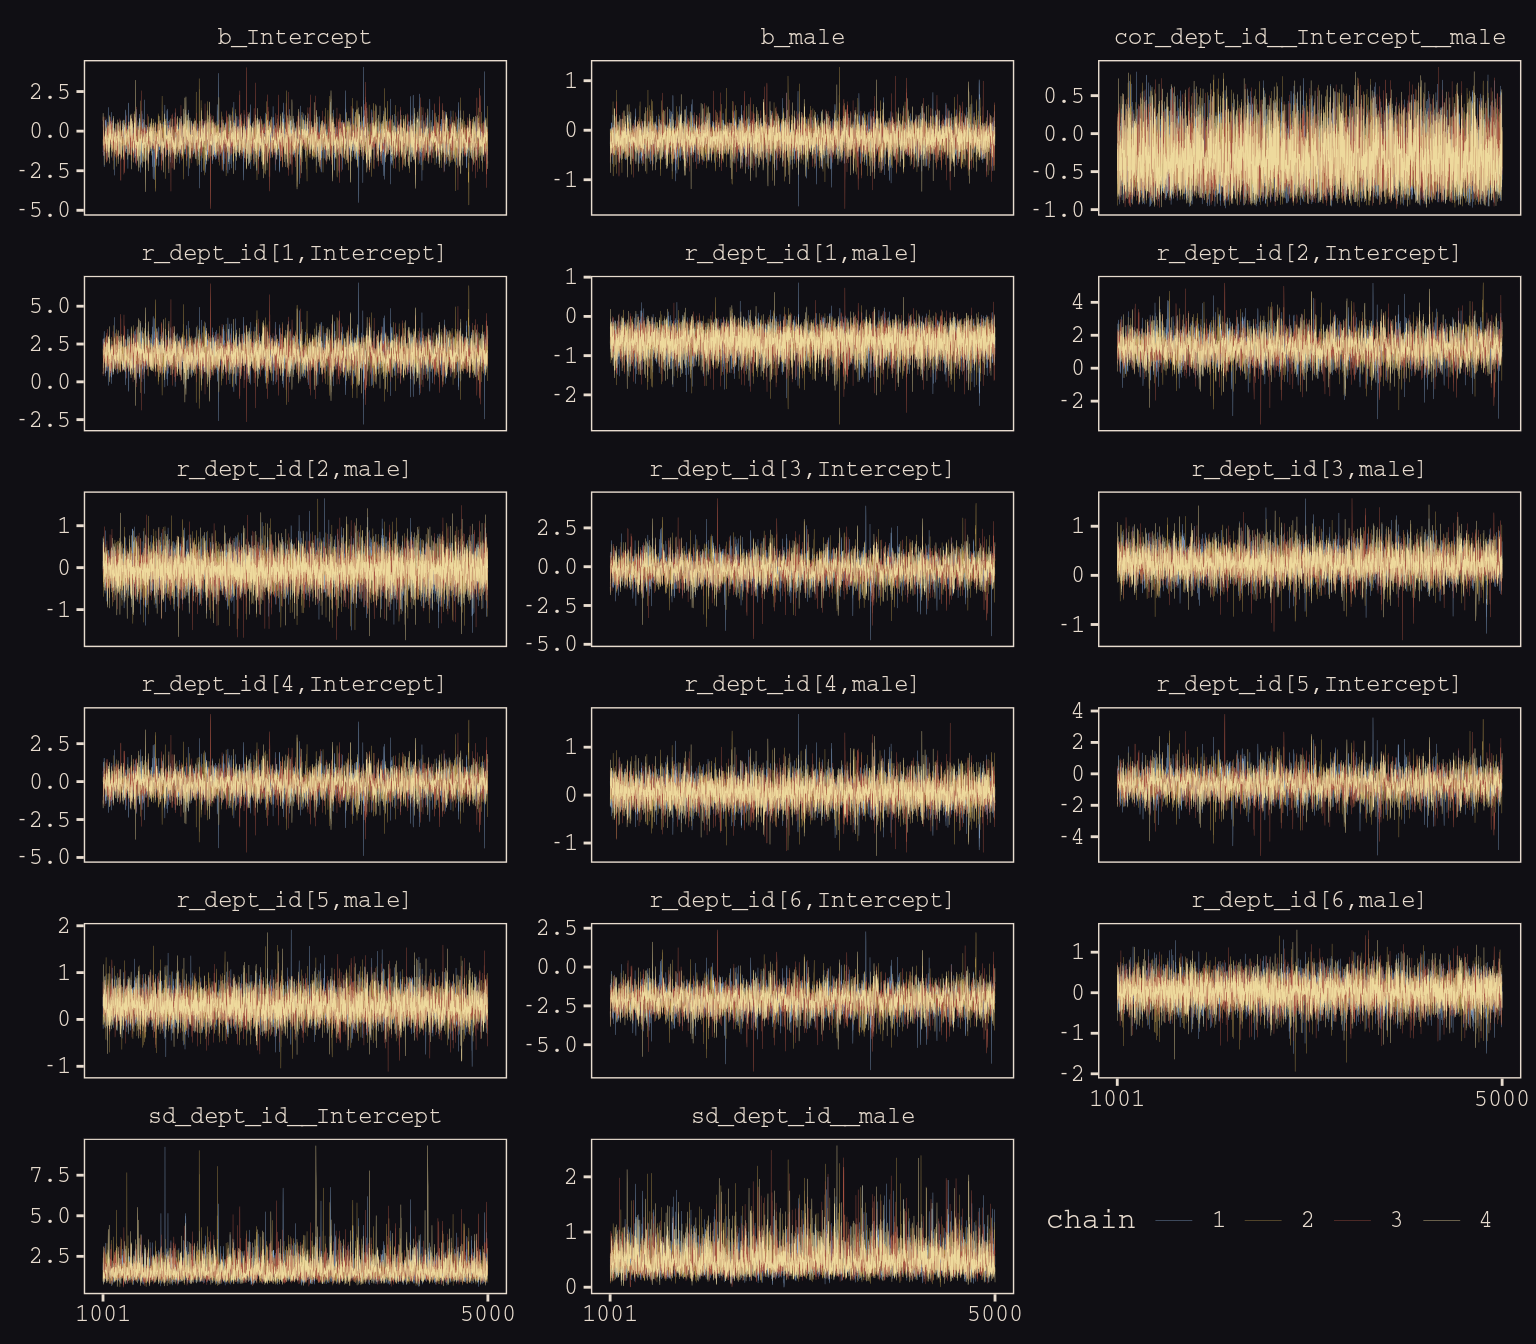 b_Intercept b_male cor_dept_id__Intercept__male
2.5 0.0 -2.5 -5.0
1 0 -1
0.5 0.0 -0.5 -1.0
r_dept_id[1,Intercept] r_dept_id[1,male] r_dept_id[2,Intercept]
5.0 2.5 0.0 -2.5
1 0 -1 -2
4 2 0 -2
r_dept_id[2,male] r_dept_id[3,Intercept] r_dept_id[3,male]
1 0 -1
2.5 0.0 -2.5 -5.0
1 0 -1
r_dept_id[4,Intercept] r_dept_id[4,male] r_dept_id[5,Intercept]
2.5 0.0 -2.5 -5.0
1 0 -1
4 2 0 -2 -4
r_dept_id[5,male] r_dept_id[6,Intercept] r_dept_id[6,male]
2 1 0 -1
2.5 0.0 -2.5 -5.0
1 0 -1 -2
1001 5000
sd_dept_id__Intercept sd_dept_id__male
7.5 5.0 2.5
2 1 0
chain 1 2 3 4
1001 5000 1001 5000